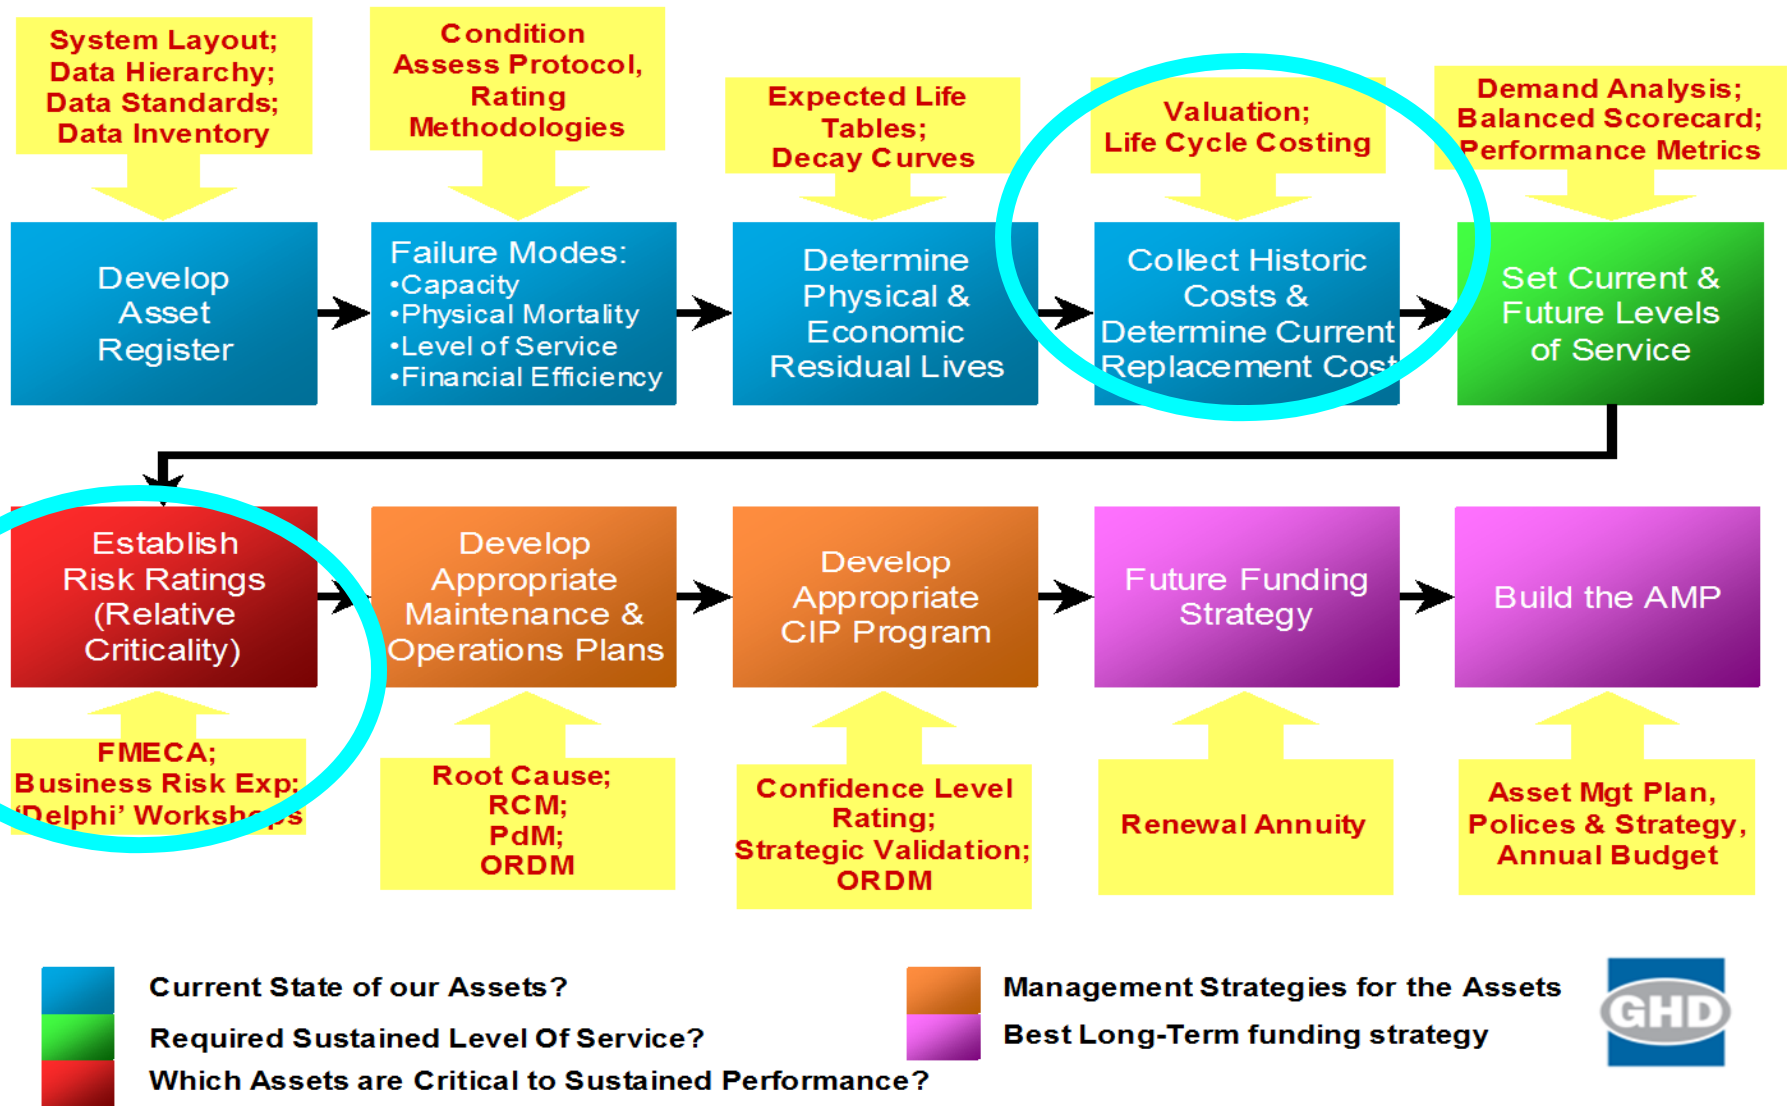 System Layout;
Data Hierarchy;
Data Standards;
Data Inventory
Condition
Assess Protocol,
Rating
Methodologies
Expected Life
Tables;
Decay Curves
Valuation;
Life Cycle Costing
Demand Analysis;
Balanced Scorecard;
Performance Metrics
Develop
Asset
Register
Failure Modes:
•Capacity
•Physical Mortality
•Level of Service
•Financial Efficiency
Determine
Physical &
Economic
Residual Lives
Collect Historic
Costs &
Determine Current
Replacement Cost
Set Current &
Future Levels
of Service
Establish
Risk Ratings
(Relative
Criticality)
Develop
Appropriate
Maintenance &
Operations Plans
Develop
Appropriate
CIP Program
Future Funding
Strategy
Build the AMP
FMECA;
Business Risk Exp;
‘Delphi’ Workshops
Root Cause;
RCM;
PdM;
ORDM
Confidence Level
Rating;
Strategic Validation;
ORDM
Renewal Annuity
Asset Mgt Plan,
Polices & Strategy,
Annual Budget
Current State of our Assets?
Required Sustained Level Of Service?
Which Assets are Critical to Sustained Performance?
Management Strategies for the Assets
Best Long-Term funding strategy
GHD